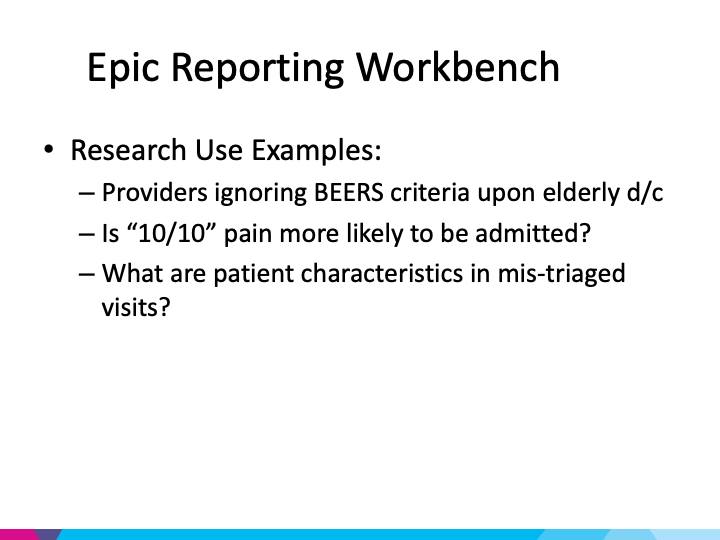 Epic Reporting Workbench
• Research Use Examples:
– Providers ignoring BEERS criteria upon elderly d/c
– Is “10/10” pain more likely to be admitted?
– What are patient characteristics in mis-triaged
visits?